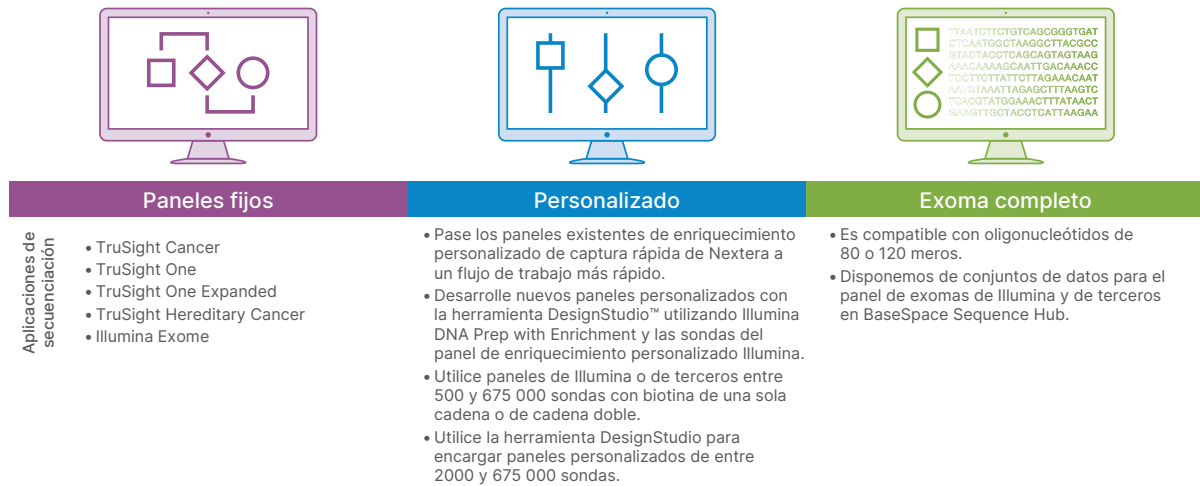 TTAATCTTCTGTCAGCGGGTGAT
CTCAATGGCTAAGGCTTACGCC
GTACTACCTCAGCAGTAGTAAG
AAACAAAAGCAATTGACAAACC
TCCTTCTTATTCTTAGAAACAAT
AATGTAAATTAGAGCTTTAAGTC
TCACGTATGGAAACTTTATAACT
GAAGTTGCTACCTCATTAAGAA
Paneles fijos
Personalizado
Exoma completo
Aplicaciones de
secuenciación
• TruSight Cancer
• TruSight One
• TruSight One Expanded
• TruSight Hereditary Cancer
• Illumina Exome
• Pase los paneles existentes de enriquecimiento
personalizado de captura rápida de Nextera a
un flujo de trabajo más rápido.
• Desarrolle nuevos paneles personalizados con
la herramienta DesignStudio™ utilizando Illumina
DNA Prep with Enrichment y las sondas del
panel de enriquecimiento personalizado Illumina.
• Utilice paneles de Illumina o de terceros entre
500 y 675 000 sondas con biotina de una sola
cadena o de cadena doble.
• Utilice la herramienta DesignStudio para
encargar paneles personalizados de entre
2000 y 675 000 sondas.
• Es compatible con oligonucleótidos de
80 o 120 meros.
• Disponemos de conjuntos de datos para el
panel de exomas de Illumina y de terceros
en BaseSpace Sequence Hub.